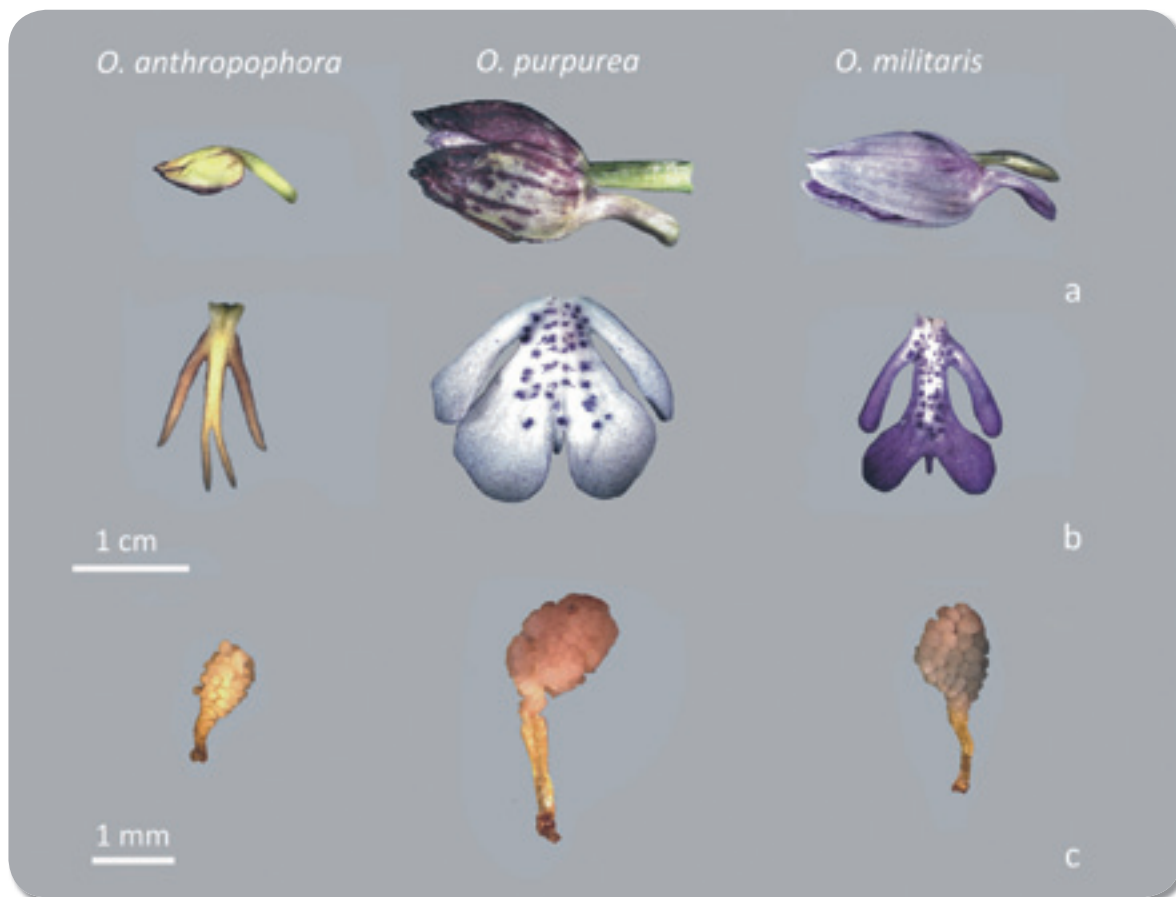 O. anthropophora O. purpurea O. militaris
a
b
1 cm
1 mm
c